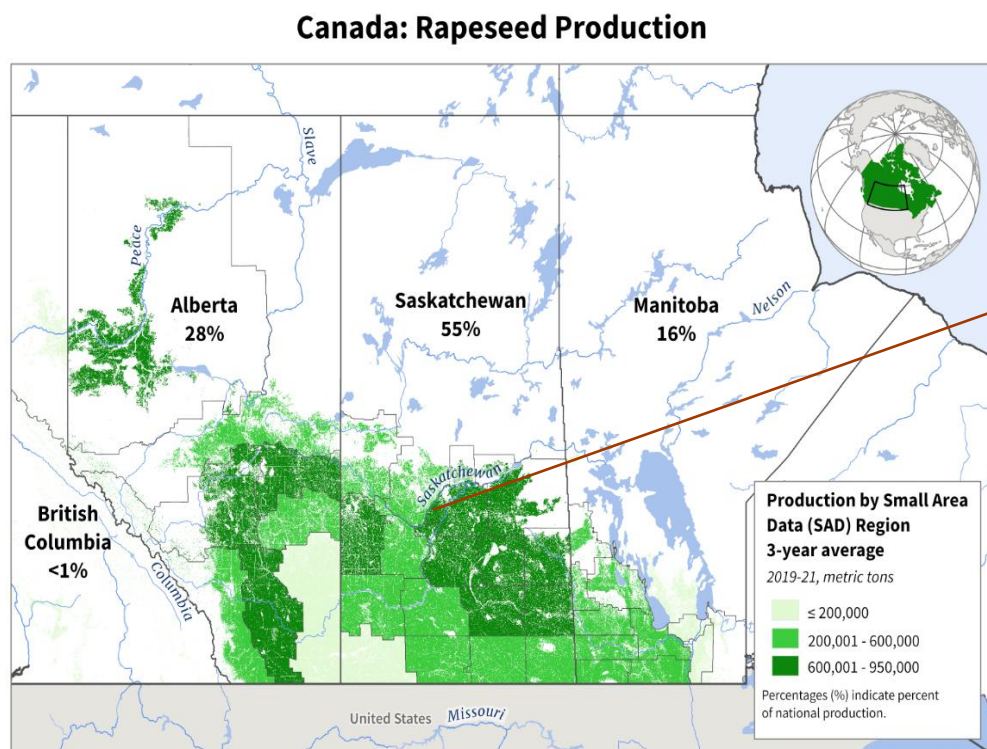 Canada: Rapeseed Production
Slave
Peace
Alberta
28%
Saskatchewan
55%
Manitoba
16%
Nelson
Saskatchewan
British
Columbia
<1%
Columbia
Production by Small Area
Data (SAD) Region
3-year average
2019-21, metric tons
≤ 200,000
200,001 - 600,000
600,001 - 950,000
Percentages (%) indicate percent
of national production.
United States
Missouri